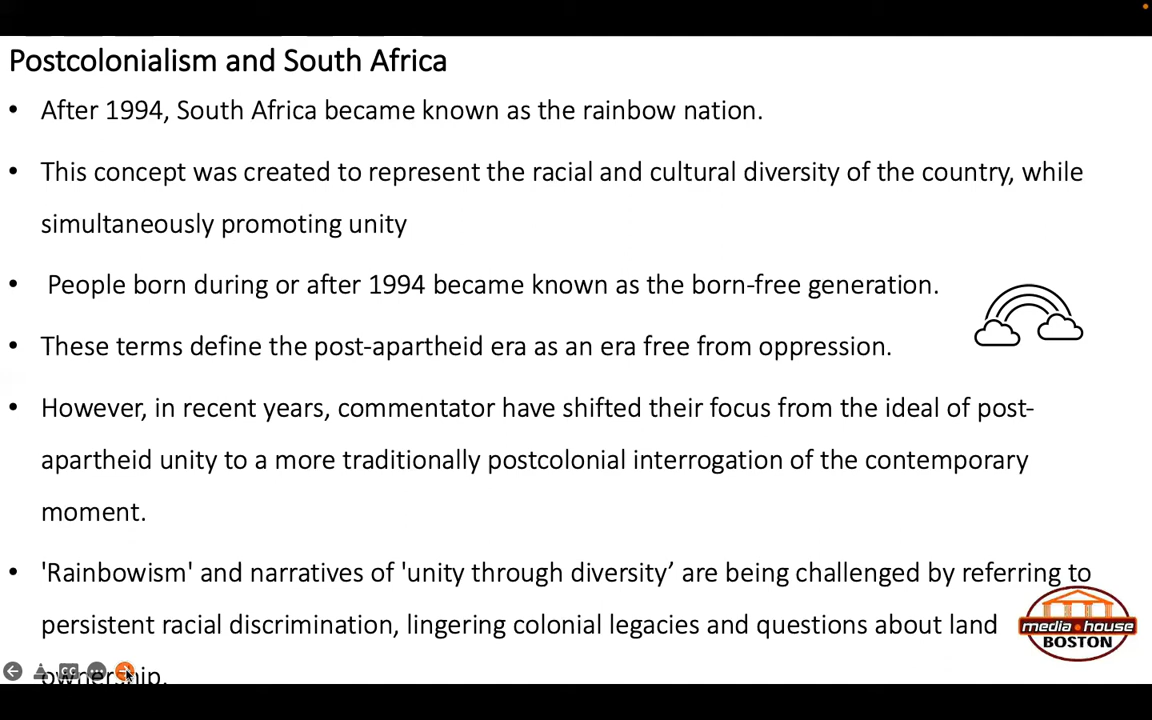 Postcolonialism and South Africa
• After 1994, South Africa became known as the rainbow nation.
• This concept was created to represent the racial and cultural diversity of the country, while
simultaneously promoting unity
• People born during or after 1994 became known as the born-free generation.
• These terms define the post-apartheid era as an era free from oppression.
• However, in recent years, commentator have shifted their focus from the ideal of post-
apartheid unity to a more traditionally postcolonial interrogation of the contemporary
moment.
• 'Rainbowism' and narratives of 'unity through diversity’ are being challenged by referring to
persistent racial discrimination, lingering colonial legacies and questions about land
ownership.
media•house
BOSTON
CC